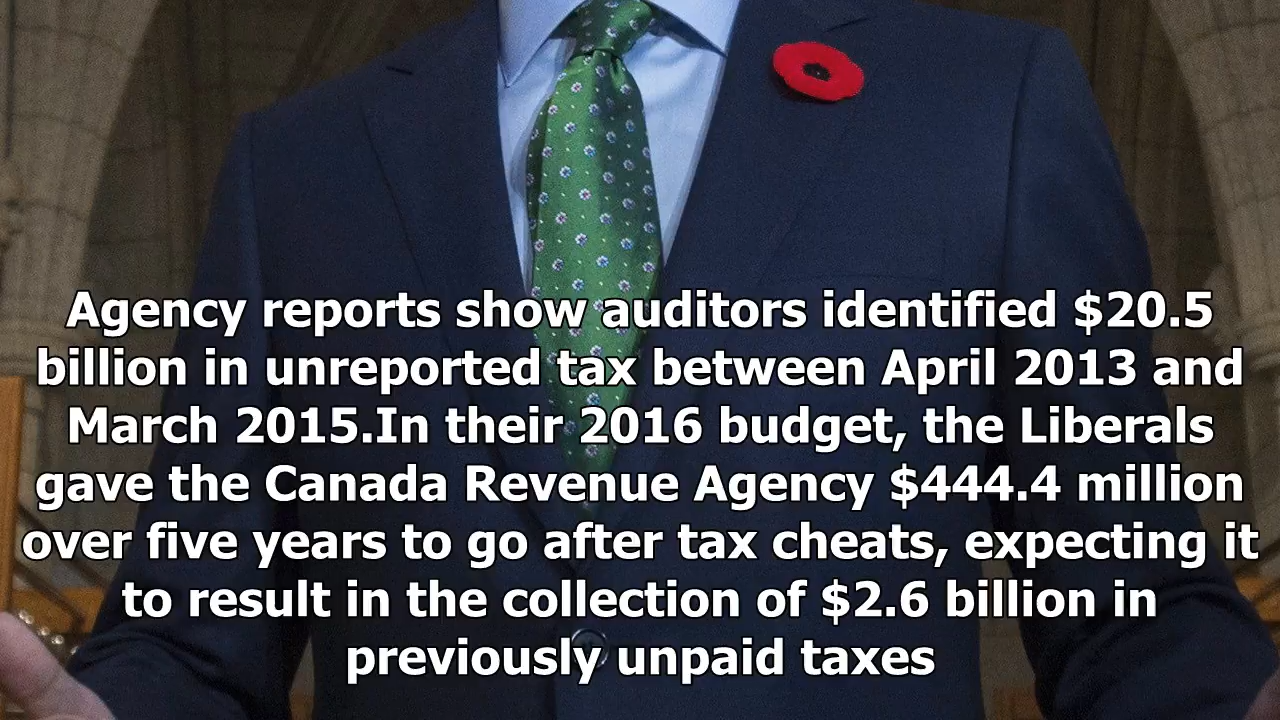 Agency reports show auditors identified $20.5
billion in unreported tax between April 2013 and
March 2015.In their 2016 budget, the Liberals
gave the Canada Revenue Agency $444.4 million
over five years to go after tax cheats, expecting it
to result in the collection of $2.6 billion in
previously unpaid taxes